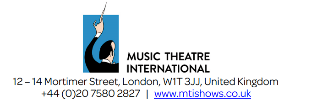 MUSIC THEATRE
INTERNATIONAL
12 – 14 Mortimer Street, London, W1T 3JJ, United Kingdom
+44 (0)20 7580 2827 | www.mtishows.co.uk